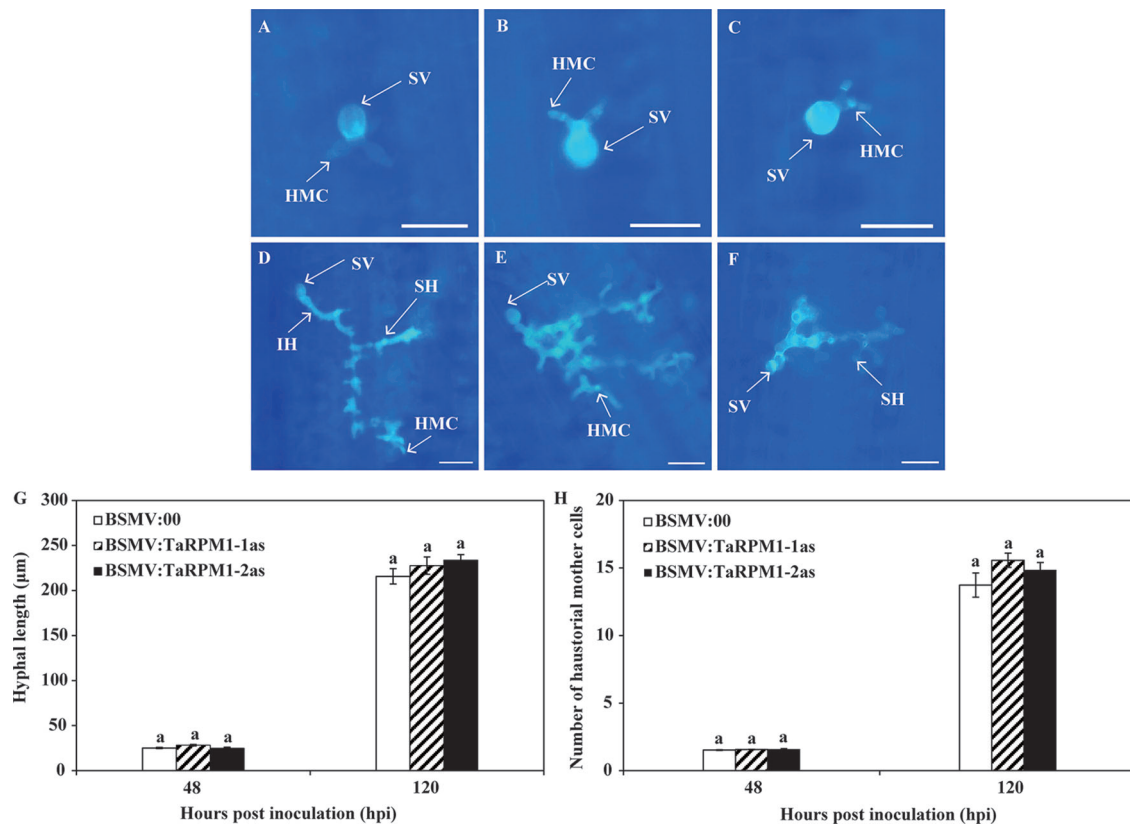 A
SV
HMC
B
HMC
SV
C
SV
HMC
D
SV
SH
IH
HMC
E
SV
HMC
F
SV
SH
G
300
250
200
150
100
50
0
Hyphal length (μm)
BSMV:00
BSMV:TaRPM1-1as
BSMV:TaRPM1-2as
a a a
a a a
48 120
Hours post inoculation (hpi)
H
20
15
10
5
0
Number of haustorial mother cells
BSMV:00
BSMV:TaRPM1-1as
BSMV:TaRPM1-2as
a a a
a a a
48 120
Hours post inoculation (hpi)